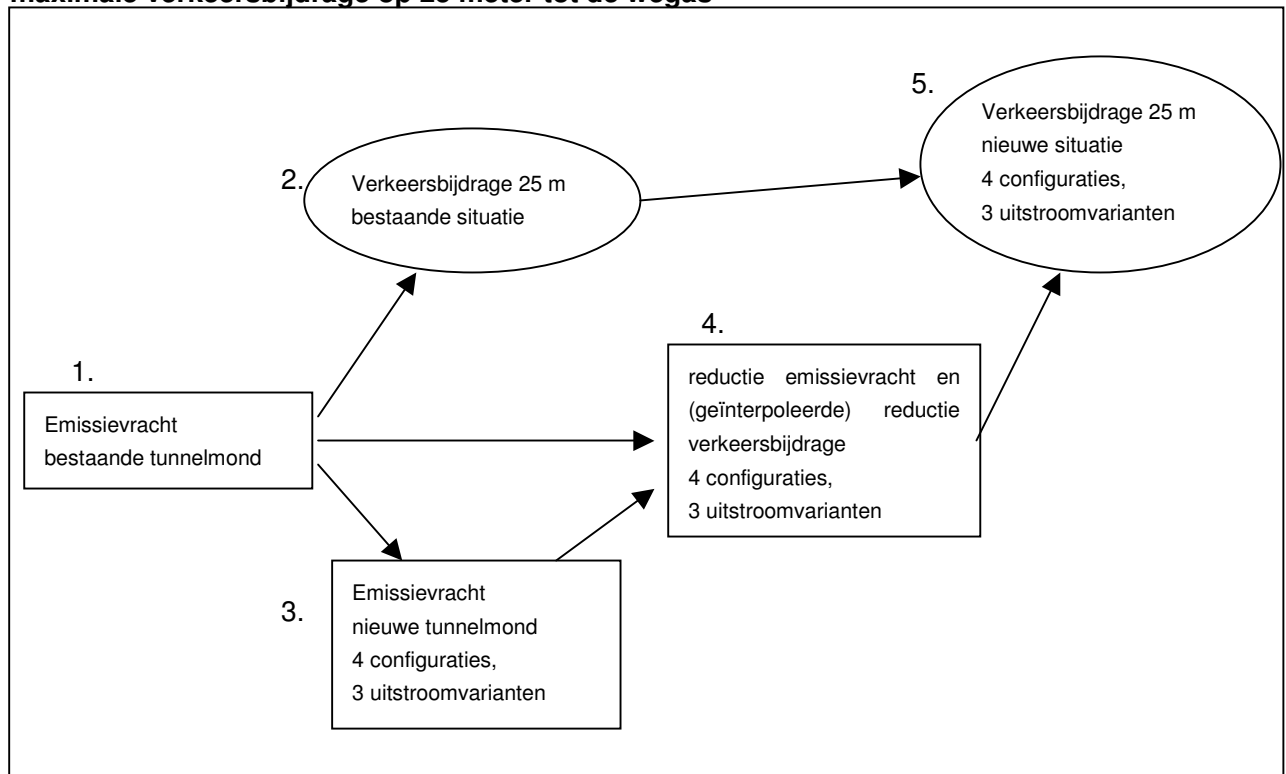 maximale verkeersbijdrage op 25 meter tot de wegas
5.
Verkeersbijdrage 25 m
nieuwe situatie
4 configuraties,
3 uitstroomvarianten
2.
Verkeersbijdrage 25 m
bestaande situatie
4.
reductie emissievracht en
(geïnterpoleerde) reductie
verkeersbijdrage
4 configuraties,
3 uitstroomvarianten
1.
Emissievracht
bestaande tunnelmond
3.
Emissievracht
nieuwe tunnelmond
4 configuraties,
3 uitstroomvarianten